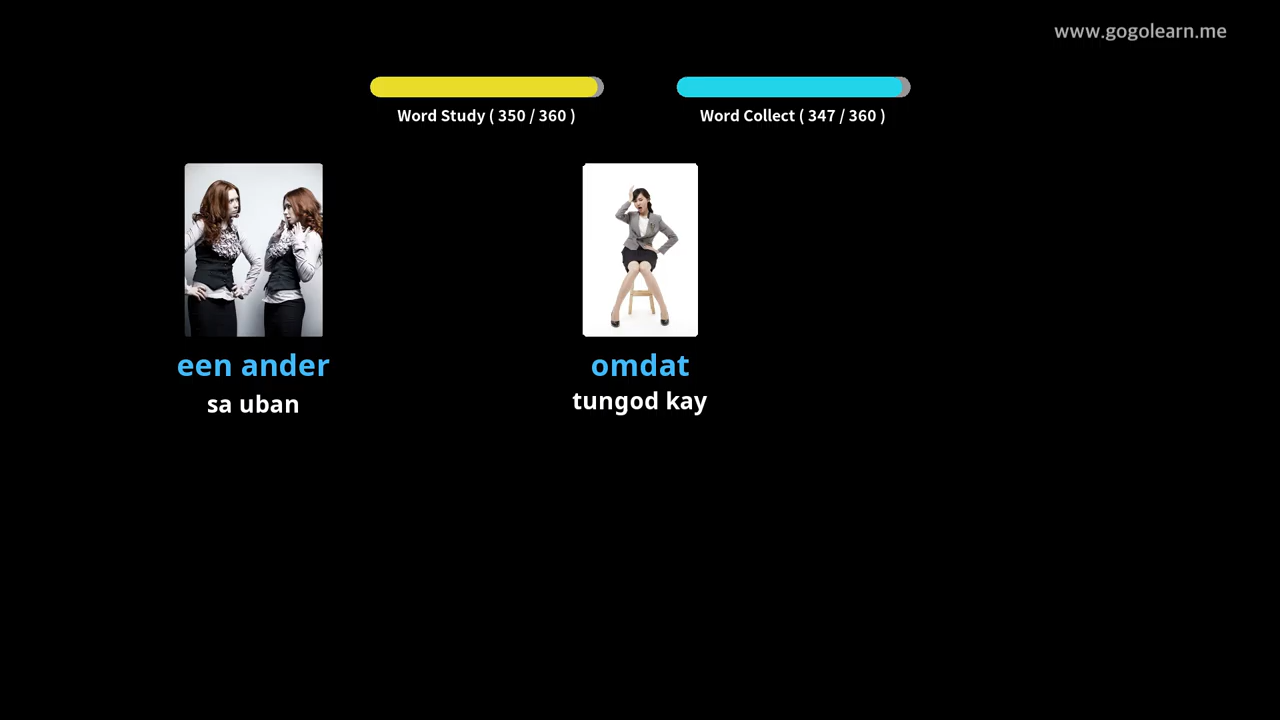 www.gogolearn.me
Word Study ( 350 / 360 )
Word Collect ( 347 / 360 )
een ander
sa uban
omdat
tungod kay